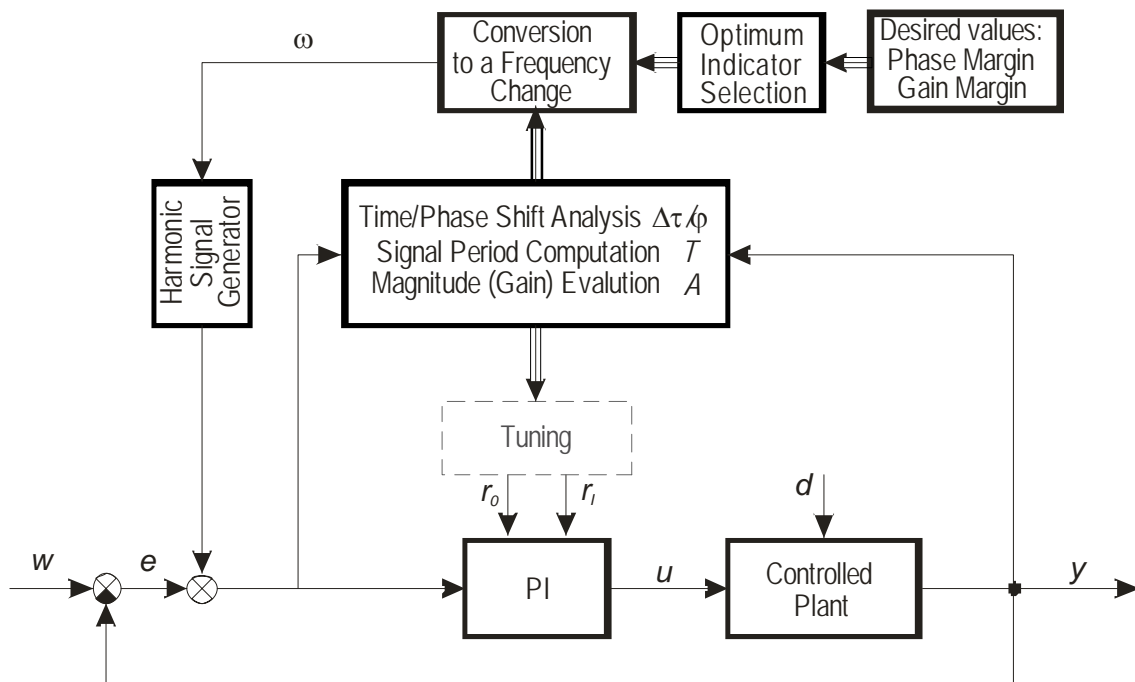 ω
Conversion
to a Frequency
Change
Optimum
Indicator
Selection
Desired values:
Phase Margin
Gain Margin
Harmonic
Signal
Generator
Time/Phase Shift Analysis Δτ/φ
Signal Period Computation T
Magnitude (Gain) Evalution A
Tuning
r₀
r_I
d
w
e
PI
u
Controlled
Plant
y